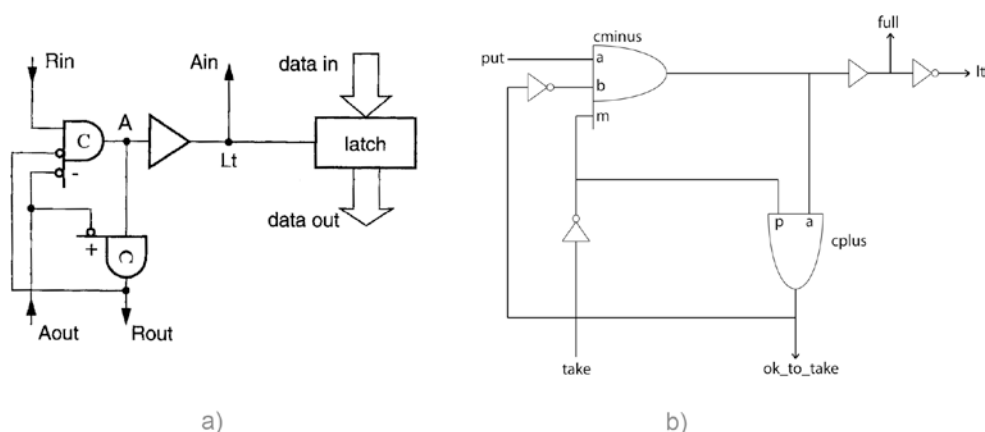 Rin
Ain
data in
A
C
-
Lt
latch
data out
+
C
Aout
Rout
a)
full
cminus
put
a
b
m
lt
p
a
cplus
take
ok_to_take
b)